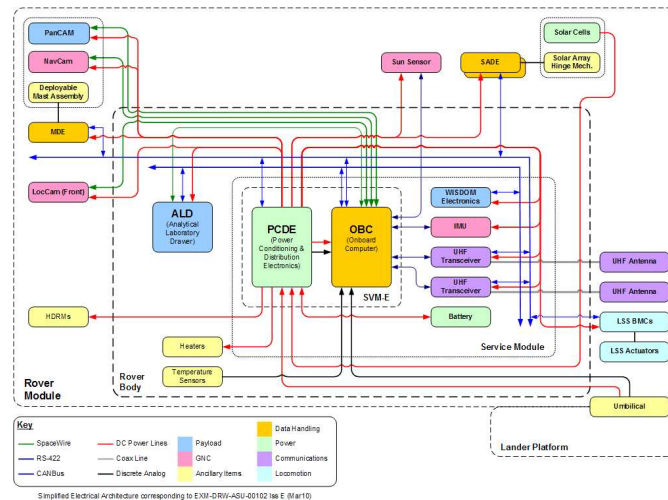 PanCAM
NavCam
Deployable
Mast Assembly
MDE
LocCam (Front)
Sun Sensor
SADE
Solar Cells
Solar Array
Hinge Mech.
ALD
(Analytical
Laboratory
Drawer)
PCDE
(Power
Conditioning &
Distribution
Electronics)
OBC
(Onboard
Computer)
SVM-E
WISDOM
Electronics
IMU
UHF
Transceiver
UHF
Transceiver
Battery
Service Module
UHF Antenna
UHF Antenna
LSS BMCs
LSS Actuators
HDRMs
Heaters
Temperature
Sensors
Rover
Body
Rover
Module
Umbilical
Lander Platform
Key
SpaceWire
RS-422
CANBus
DC Power Lines
Coax Line
Discrete Analog
Payload
GNC
Ancillary Items
Data Handling
Power
Communications
Locomotion
Simplified Electrical Architecture corresponding to EXM-DRW-ASU-00102 Iss E (Mar10)